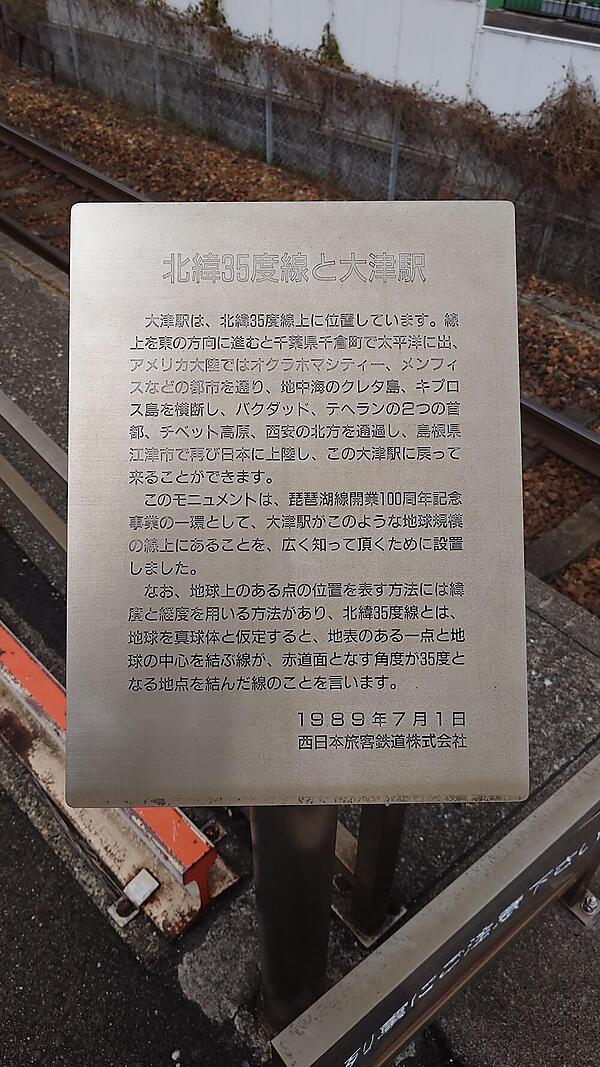 北緯35度線と大津駅
大津駅は、北緯35度線上に位置しています。線
上を東の方向に進むと千葉県千倉町で太平洋に出、
アメリカ大陸ではオクラホマシティー、メンフィ
スなどの都市を通り、地中海のクレタ島、キプロ
ス島を横断し、バクダッド、テヘランの2つの首
都、チベット高原、西安の北方を通過し、島根県
江津市で再び日本に上陸し、この大津駅に戻って
来ることができます。
このモニュメントは、琵琶湖線開業100周年記念
事業の一環として、大津駅がこのような地球規模
の線上にあることを、広く知って頂くために設置
しました。
なお、地球上のある点の位置を表す方法には緯
度と経度を用いる方法があり、北緯35度線とは、
地球を真球体と仮定すると、地表のある一点と地
球の中心を結ぶ線が、赤道面となす角度が35度と
なる地点を結んだ線のことを言います。
1989年7月1日
西日本旅客鉄道株式会社